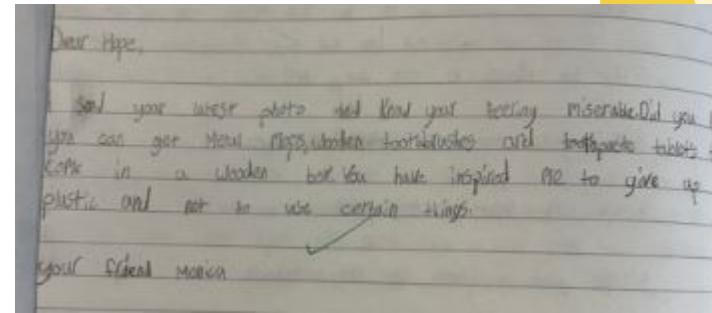 Dear Hope,
I saw your latest photo and know your feeling miserable. Did you
you can get Metal Mops, wooden tootsbrushes and toothpaste tablets
come in a wooden box. You have inspired me to give up
plastic and not to use certain things.
your friend Monica